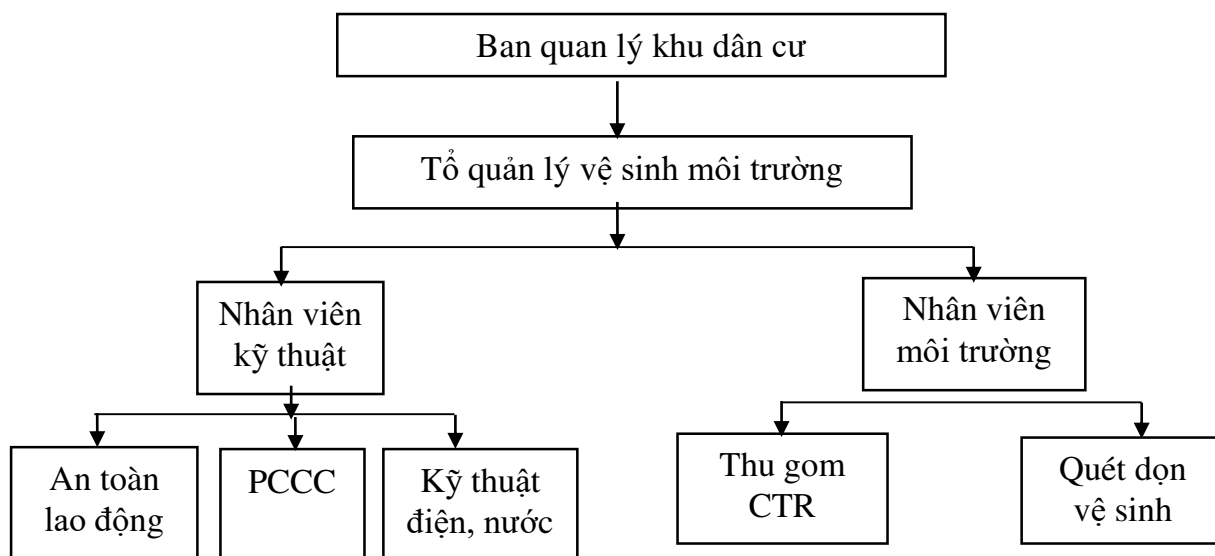 Ban quan lý khu dân cư
Tổ quản lý vệ sinh môi trường
Nhân viên
kỹ thuật
Nhân viên
môi trường
An toàn
lao động
PCCC
Kỹ thuật
điện, nước
Thu gom
CTR
Quét dọn
vệ sinh